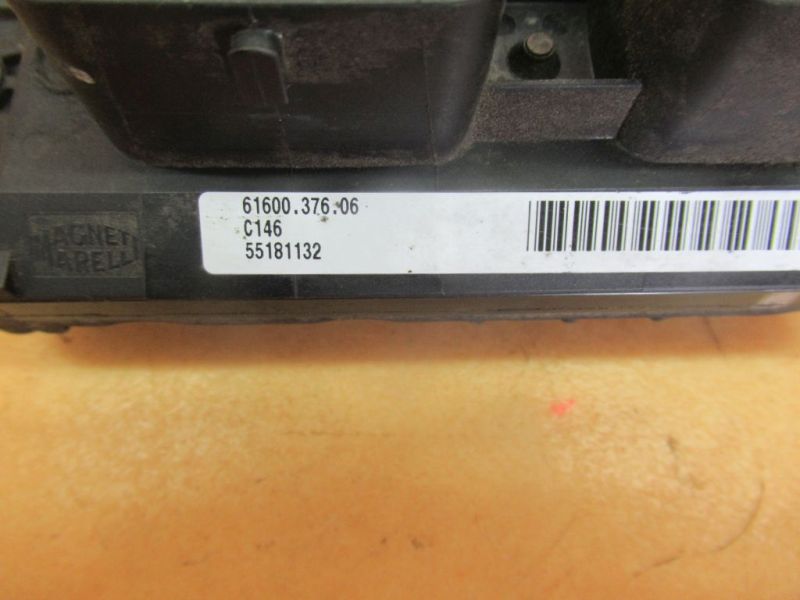 MAGNETI
MARELLI
61600.376.06
C146
55181132